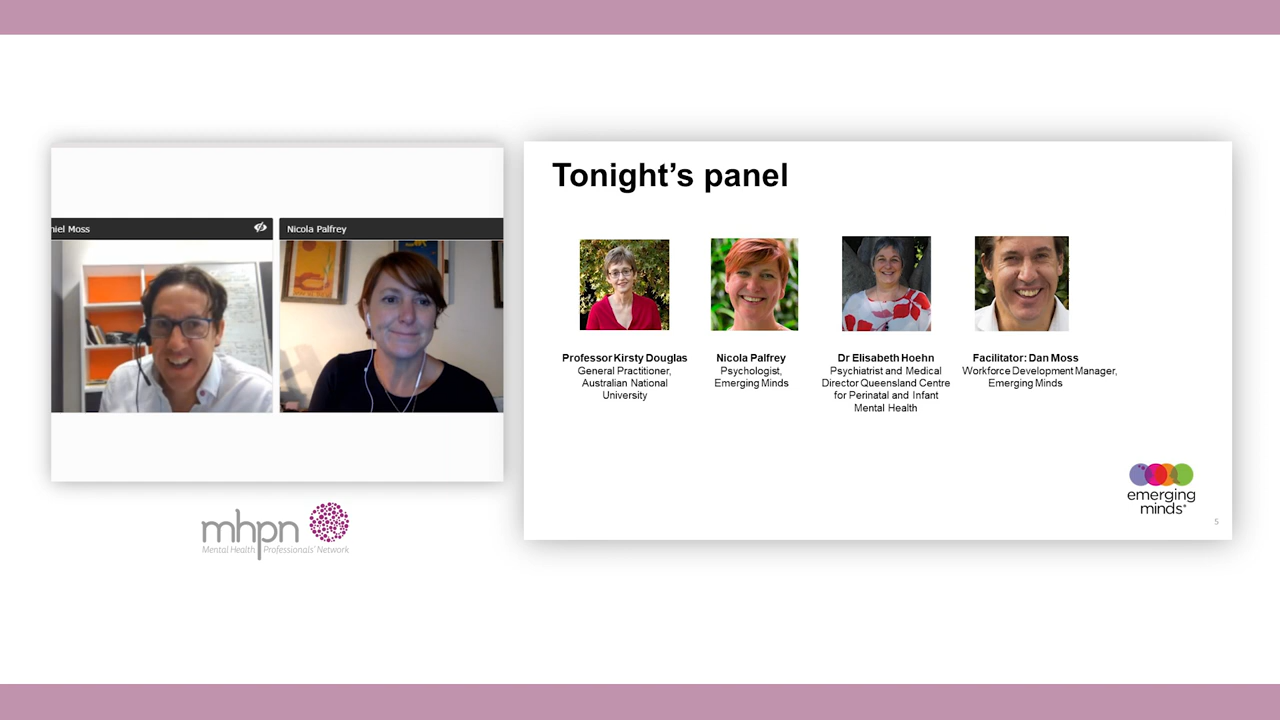 niel Moss
Nicola Palfrey
mhpn
Mental Health Professionals' Network
Tonight's panel
Professor Kirsty Douglas
General Practitioner,
Australian National
University
Nicola Palfrey
Psychologist,
Emerging Minds
Dr Elisabeth Hoehn
Psychiatrist and Medical
Director Queensland Centre
for Perinatal and Infant
Mental Health
Facilitator: Dan Moss
Workforce Development Manager,
Emerging Minds
emerging
minds
5